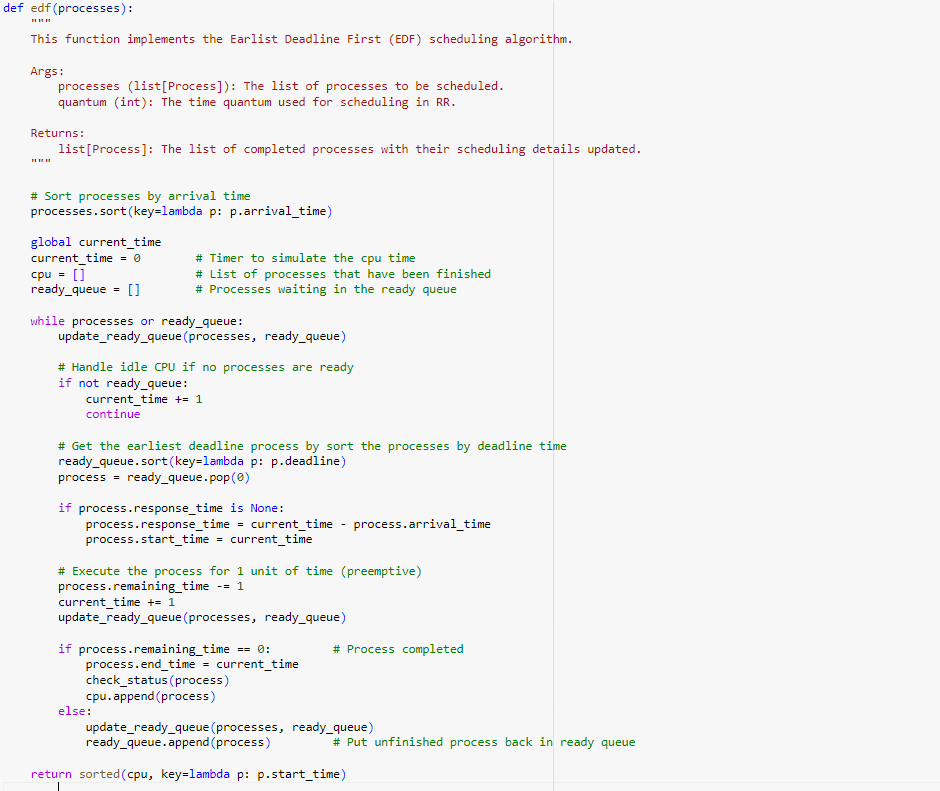 def edf(processes):
    """
    This function implements the Earlist Deadline First (EDF) scheduling algorithm.

    Args:
        processes (list[Process]): The list of processes to be scheduled.
        quantum (int): The time quantum used for scheduling in RR.

    Returns:
        list[Process]: The list of completed processes with their scheduling details updated.
    """

    # Sort processes by arrival time
    processes.sort(key=lambda p: p.arrival_time)

    global current_time
    current_time = 0        # Timer to simulate the cpu time
    cpu = []                # List of processes that have been finished
    ready_queue = []        # Processes waiting in the ready queue

    while processes or ready_queue:
        update_ready_queue(processes, ready_queue)

        # Handle idle CPU if no processes are ready
        if not ready_queue:
            current_time += 1
            continue

        # Get the earliest deadline process by sort the processes by deadline time
        ready_queue.sort(key=lambda p: p.deadline)
        process = ready_queue.pop(0)

        if process.response_time is None:
            process.response_time = current_time - process.arrival_time
            process.start_time = current_time

        # Execute the process for 1 unit of time (preemptive)
        process.remaining_time -= 1
        current_time += 1
        update_ready_queue(processes, ready_queue)

        if process.remaining_time == 0:         # Process completed
            process.end_time = current_time
            check_status(process)
            cpu.append(process)
        else:
            update_ready_queue(processes, ready_queue)
            ready_queue.append(process)         # Put unfinished process back in ready queue

    return sorted(cpu, key=lambda p: p.start_time)